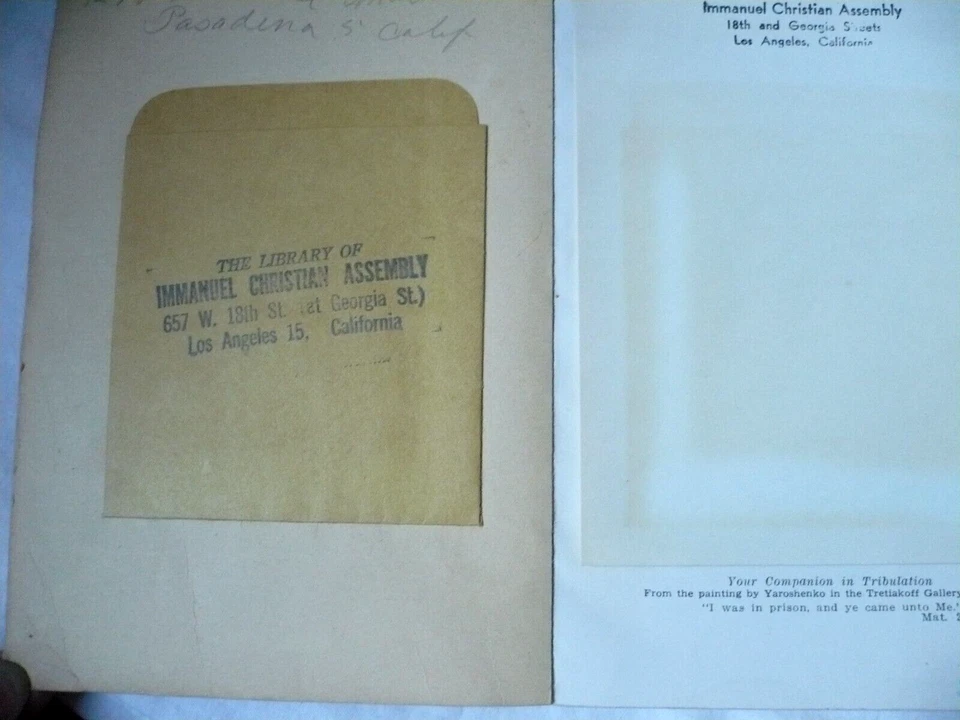 Pasadena 5 Calif
THE LIBRARY OF
IMMANUEL CHRISTIAN ASSEMBLY
657 W. 18th St. (at Georgia St.)
Los Angeles 15, California
Immanuel Christian Assembly
18th and Georgia Streets
Los Angeles, California
Your Companion in Tribulation
From the painting by Yaroshenko in the Tretiakoff Gallery
"I was in prison, and ye came unto Me."
Mat. 2